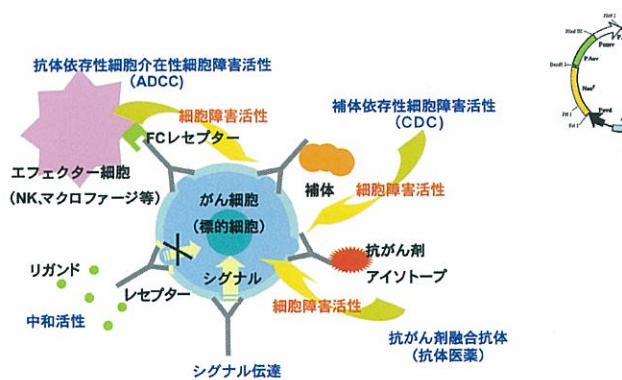 抗体依存性細胞介在性細胞障害活性
(ADCC)
細胞障害活性
FCレセプター
エフェクター細胞
(NK、マクロファージ等)
補体依存性細胞障害活性
(CDC)
補体
細胞障害活性
がん細胞
(標的細胞)
シグナル
抗がん剤
アイソトープ
リガンド
レセプター
中和活性
細胞障害活性
抗がん剤融合抗体
(抗体医薬)
シグナル伝達